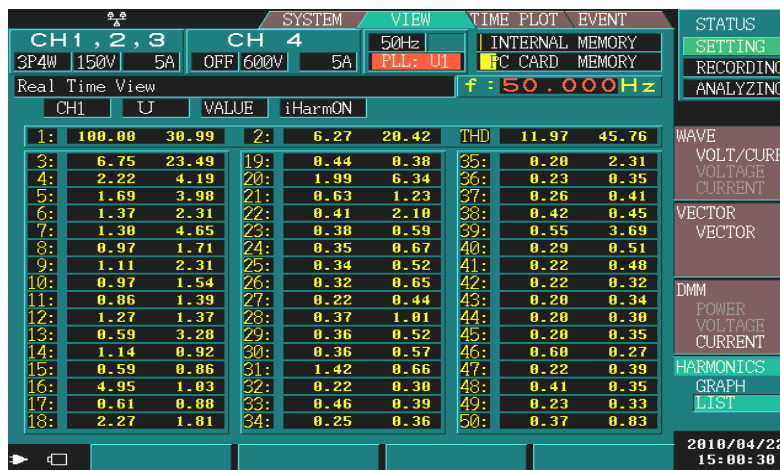 SYSTEM VIEW TIME PLOT EVENT
CH1,2,3 CH 4 50Hz INTERNAL MEMORY
3P4W 150V 5A OFF 600V 5A PLL: U1 PC CARD MEMORY
Real Time View f:50.000Hz
CH1 U VALUE iHarmON
1: 100.00 30.99 2: 6.27 20.42 THD 11.97 45.76
3: 6.75 23.49 19: 0.44 0.38 35: 0.20 2.31
4: 2.22 4.19 20: 1.99 6.34 36: 0.23 0.35
5: 1.69 3.98 21: 0.63 1.23 37: 0.26 0.41
6: 1.37 2.31 22: 0.41 2.10 38: 0.42 0.45
7: 1.30 4.65 23: 0.38 0.59 39: 0.55 3.69
8: 0.97 1.71 24: 0.35 0.67 40: 0.29 0.51
9: 1.11 2.31 25: 0.34 0.52 41: 0.22 0.48
10: 0.97 1.54 26: 0.32 0.65 42: 0.22 0.32
11: 0.86 1.39 27: 0.22 0.44 43: 0.20 0.34
12: 1.27 1.37 28: 0.37 1.01 44: 0.20 0.30
13: 0.59 3.28 29: 0.36 0.52 45: 0.20 0.35
14: 1.14 0.92 30: 0.36 0.57 46: 0.60 0.27
15: 0.59 0.86 31: 1.42 0.66 47: 0.22 0.39
16: 4.95 1.03 32: 0.22 0.30 48: 0.41 0.35
17: 0.61 0.88 33: 0.46 0.39 49: 0.23 0.33
18: 2.27 1.81 34: 0.25 0.36 50: 0.37 0.83
STATUS
SETTING
RECORDING
ANALYZING
WAVE
VOLT/CURR
VOLTAGE
CURRENT
VECTOR
VECTOR
DMM
POWER
VOLTAGE
CURRENT
HARMONICS
GRAPH
LIST
2010/04/22
15:00:30